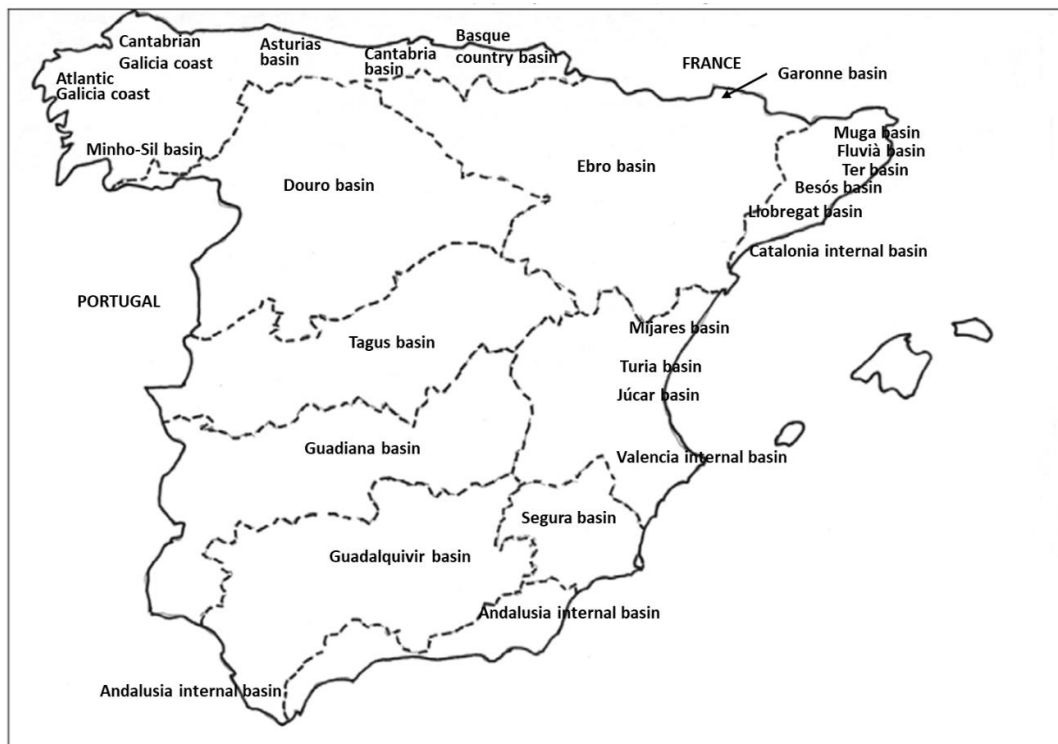 Cantabrian
Galicia coast
Asturias
basin
Cantabria
basin
Basque
country basin
FRANCE
Garonne basin
Atlantic
Galicia coast
Muga basin
Fluvià basin
Ter basin
Besós basin
Llobregat basin
Minho-Sil basin
Douro basin
Ebro basin
Catalonia internal basin
PORTUGAL
Tagus basin
Mijares basin
Turia basin
Júcar basin
Guadiana basin
Valencia internal basin
Segura basin
Guadalquivir basin
Andalusia internal basin
Andalusia internal basin